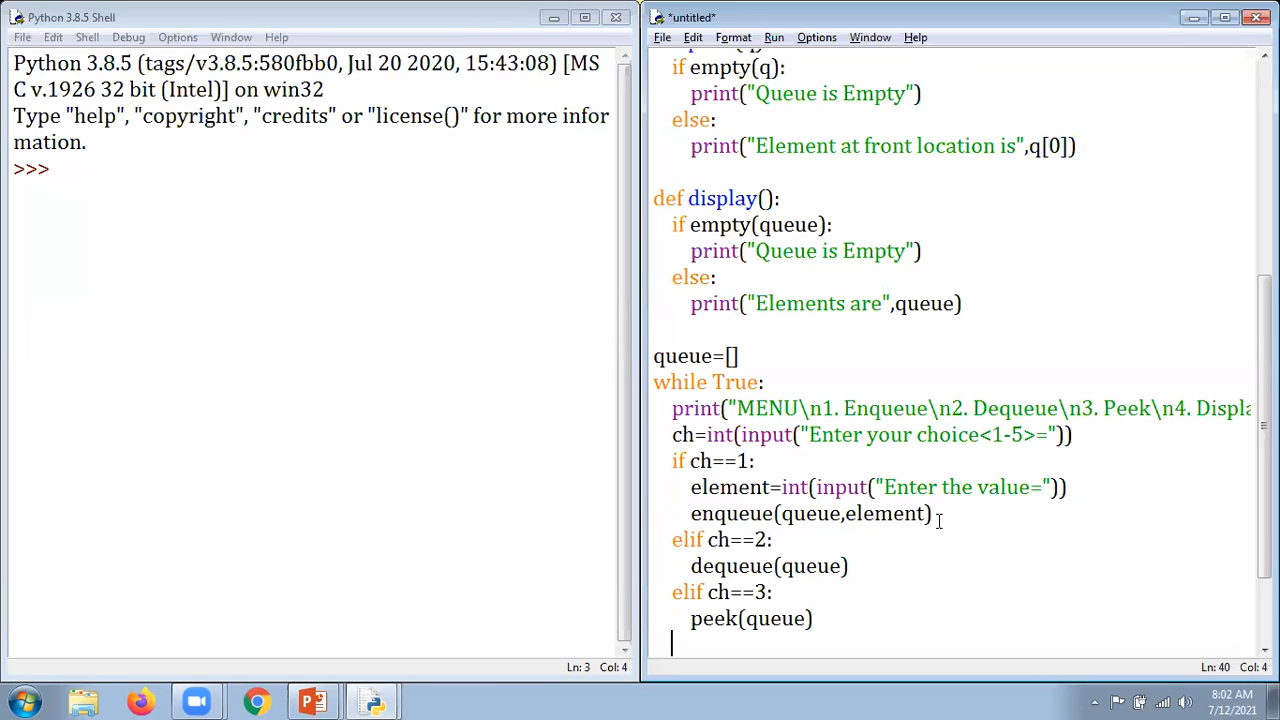 Python 3.8.5 Shell
File Edit Shell Debug Options Window Help
Python 3.8.5 (tags/v3.8.5:580fbb0, Jul 20 2020, 15:43:08) [MS
C v.1926 32 bit (Intel)] on win32
Type "help", "copyright", "credits" or "license()" for more infor
mation.
>>>
Ln: 3 Col: 4
*untitled*
File Edit Format Run Options Window Help
if empty(q):
print("Queue is Empty")
else:
print("Element at front location is",q[0])
def display():
if empty(queue):
print("Queue is Empty")
else:
print("Elements are",queue)
queue=[]
while True:
print("MENU\n1. Enqueue\n2. Dequeue\n3. Peek\n4. Displa
ch=int(input("Enter your choice<1-5>="))
if ch==1:
element=int(input("Enter the value="))
enqueue(queue,element)
elif ch==2:
dequeue(queue)
elif ch==3:
peek(queue)
Ln: 40 Col: 4
8:02 AM
7/12/2021